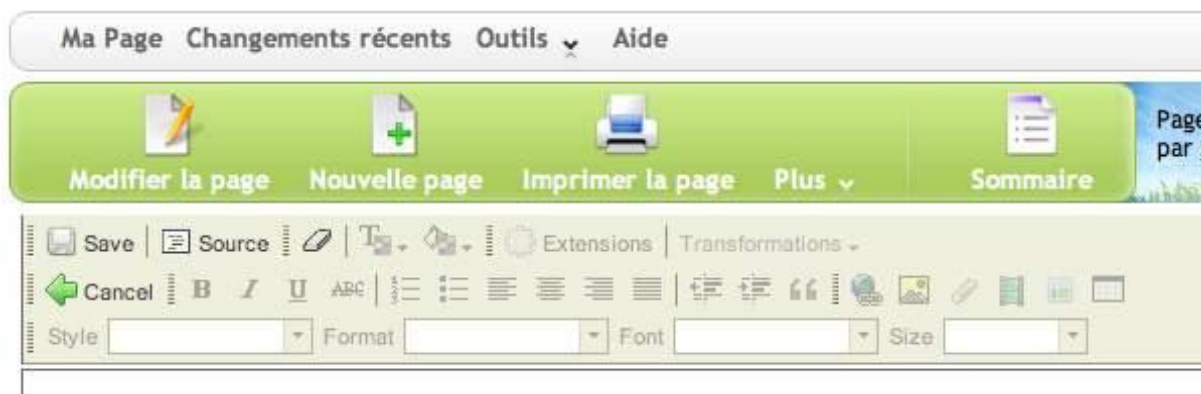 Ma Page Changements récents Outils Aide
Modifier la page Nouvelle page Imprimer la page Plus Sommaire
Page
par
Save Source Extensions Transformations
Cancel B I U ABC
Style Format Font Size